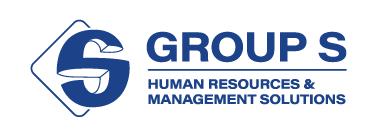 S
GROUP S
HUMAN RESOURCES &
MANAGEMENT SOLUTIONS